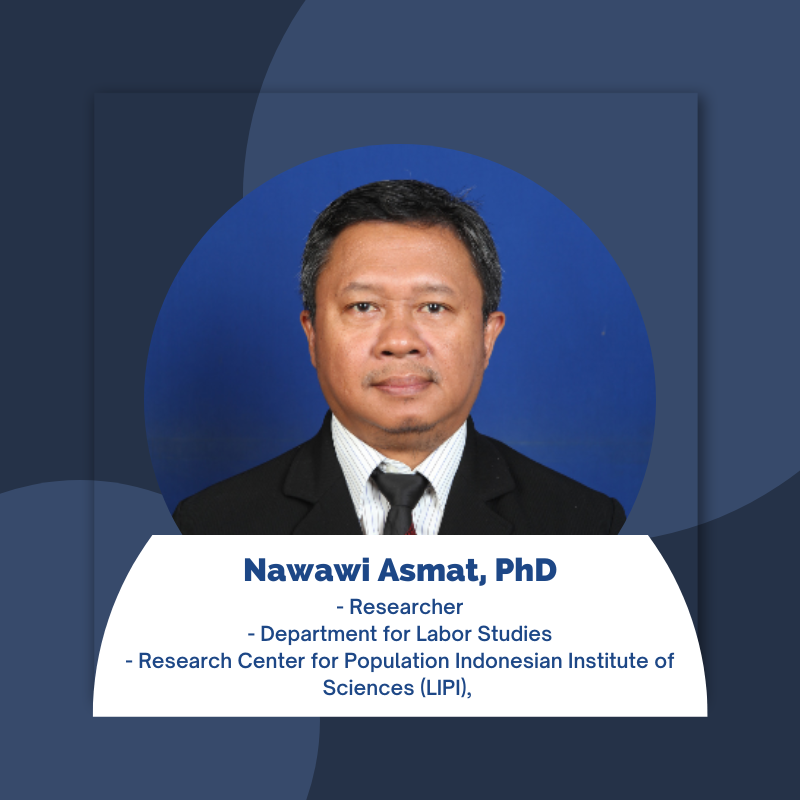 Nawawi Asmat, PhD
- Researcher
- Department for Labor Studies
- Research Center for Population Indonesian Institute of
Sciences (LIPI),